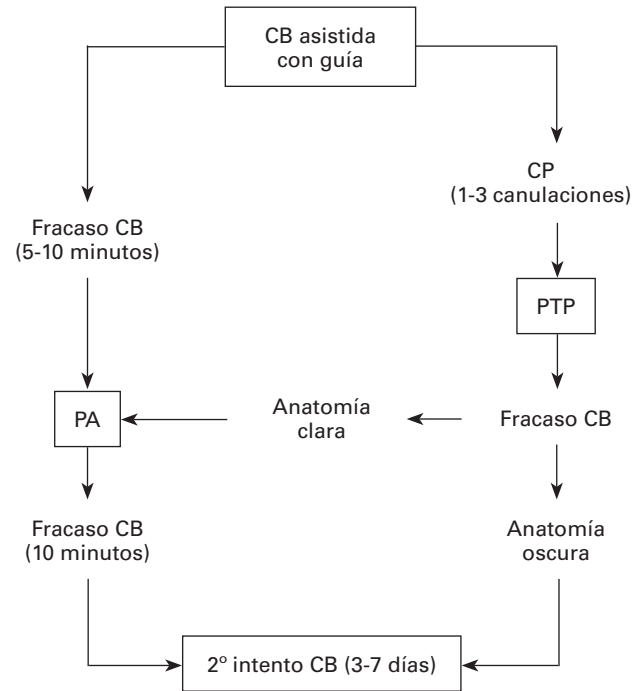 CB asistida
con guía
CP
(1-3 canulaciones)
Fracaso CB
(5-10 minutos)
PTP
PA
Anatomía
clara
Fracaso CB
Fracaso CB
(10 minutos)
Anatomía
oscura
2º intento CB (3-7 días)